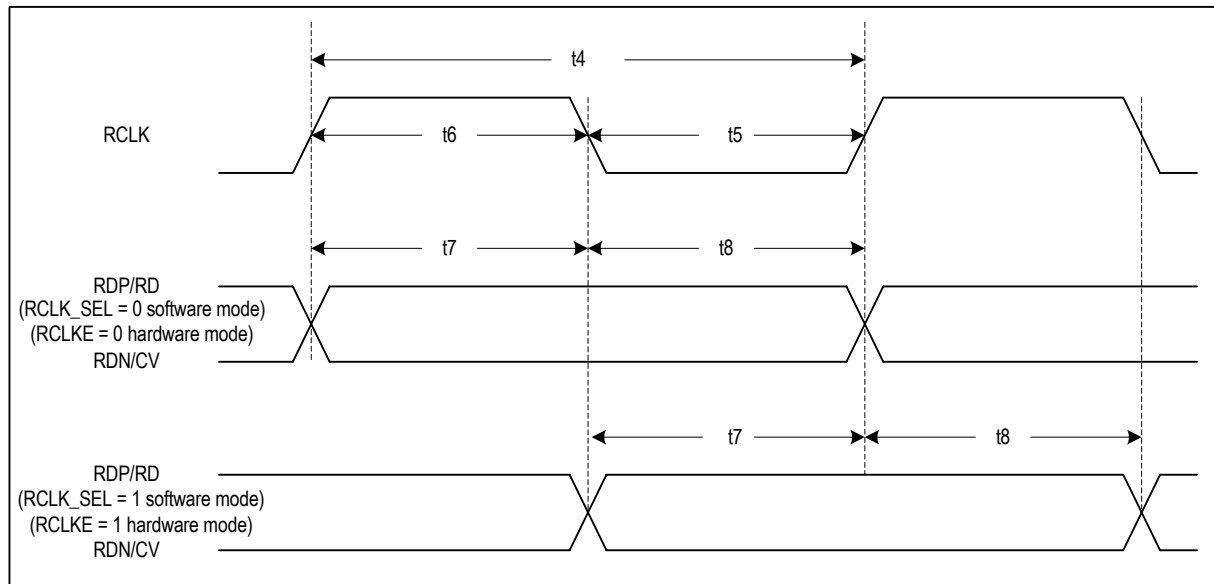 t4
RCLK
t6
t5
t7
t8
RDP/RD
(RCLK_SEL = 0 software mode)
(RCLKE = 0 hardware mode)
RDN/CV
t7
t8
RDP/RD
(RCLK_SEL = 1 software mode)
(RCLKE = 1 hardware mode)
RDN/CV